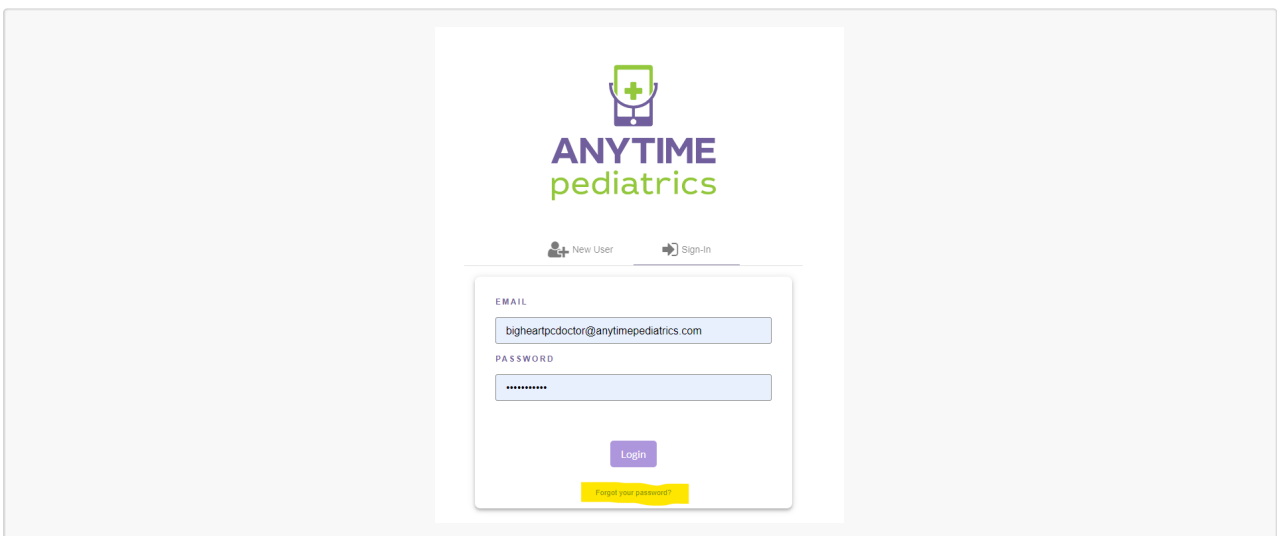 ANYTIME
pediatrics
New User Sign-In
EMAIL
bigheartpcdoctor@anytimepediatrics.com
PASSWORD
•••••••••••
Login
Forgot your password?